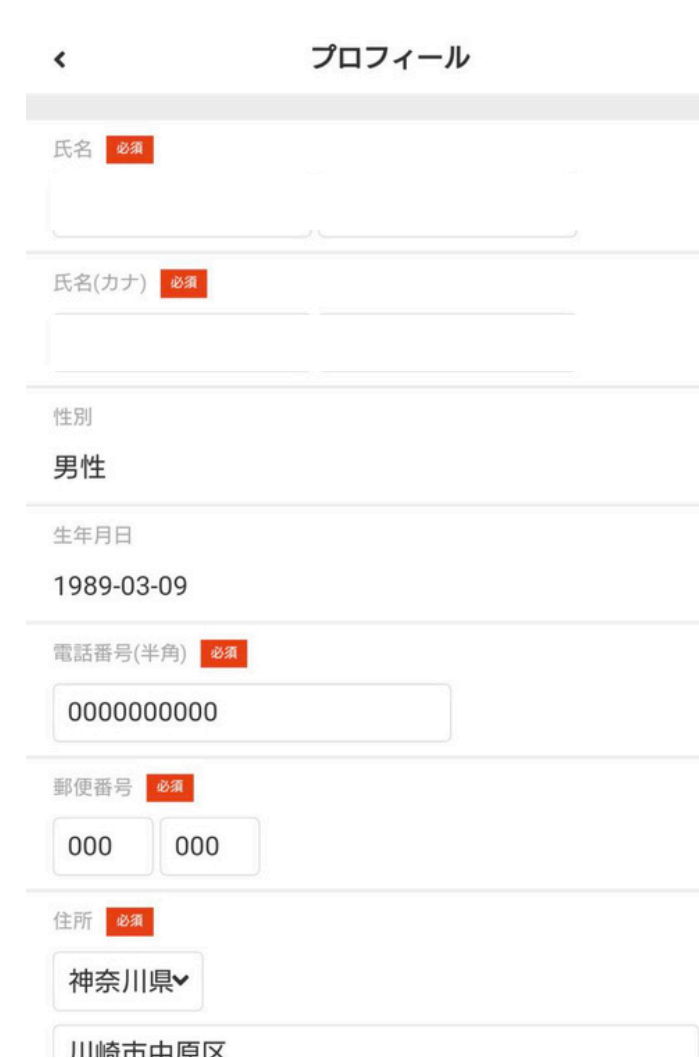 プロフィール
氏名 必須
氏名(カナ) 必須
性別
男性
生年月日
1989-03-09
電話番号(半角) 必須
0000000000
郵便番号 必須
000 000
住所 必須
神奈川県
川崎市中原区